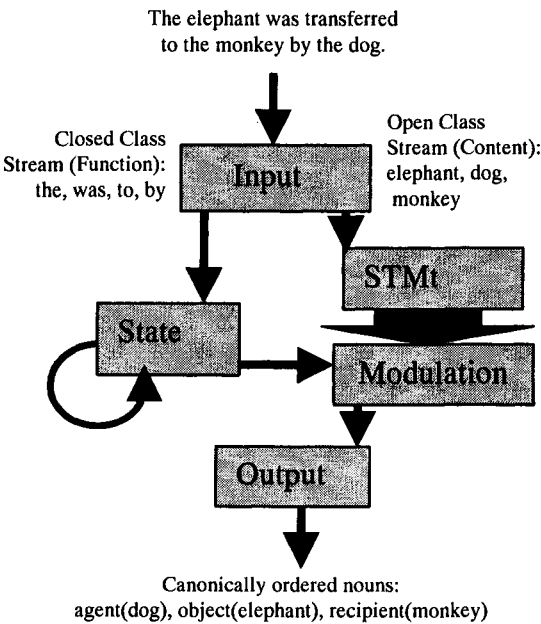 The elephant was transferred
to the monkey by the dog.
Closed Class
Stream (Function):
the, was, to, by
Open Class
Stream (Content):
elephant, dog,
monkey
Input
STMt
State
Modulation
Output
Canonically ordered nouns:
agent(dog), object(elephant), recipient(monkey)